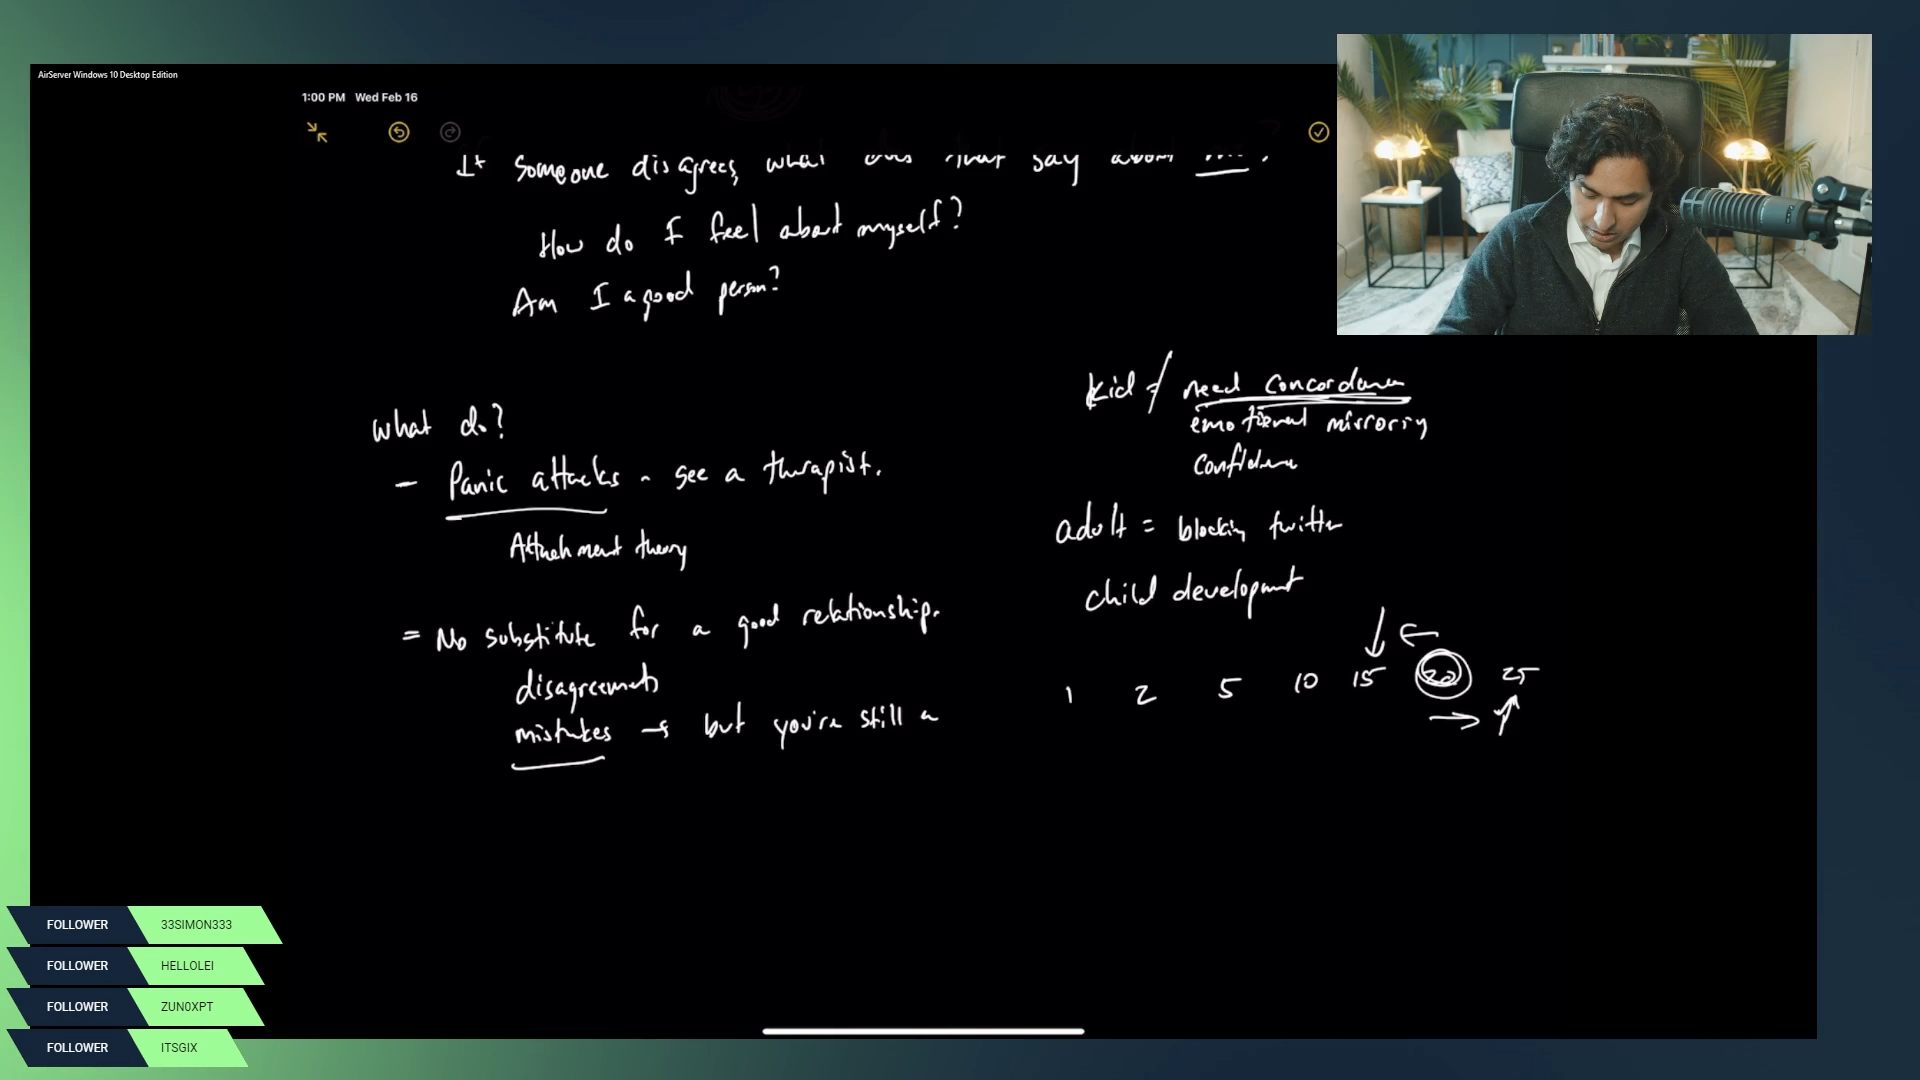 AirServer Windows 10 Desktop Edition
1:00 PM Wed Feb 16
If someone disagrees, what does that say about me?
How do I feel about myself?
Am I a good person?
What do?
- Panic attacks - see a therapist.
Attachment theory
= No substitute for a good relationship.
disagreements
mistakes → but you're still a
kid = need concordance
emotional mirroring
confidence
adult = blocking twitter
child development
1 2 5 10 15 20 25
FOLLOWER 33SIMON333
FOLLOWER HELLOLEI
FOLLOWER ZUN0XPT
FOLLOWER ITSGIX